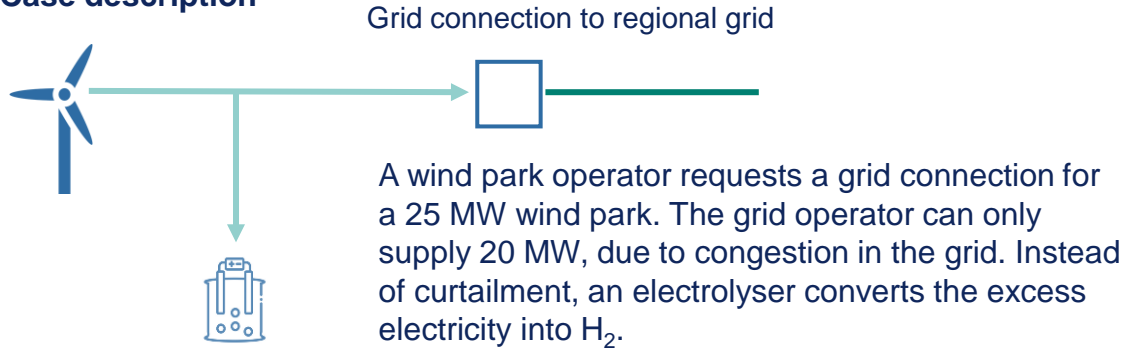 Case description
Grid connection to regional grid
A wind park operator requests a grid connection for
a 25 MW wind park. The grid operator can only
supply 20 MW, due to congestion in the grid. Instead
of curtailment, an electrolyser converts the excess
electricity into H₂.